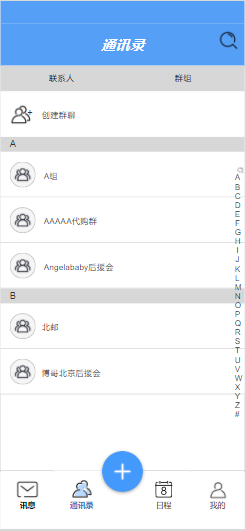 通讯录
联系人 群组
创建群聊
A
A组
AAAAA代购群
Angelababy后援会
B
北邮
博哥北京后援会
A
B
C
D
E
F
G
H
I
J
K
L
M
N
O
P
Q
R
S
T
U
V
W
X
Y
Z
#
8
讯息 通讯录 日程 我的